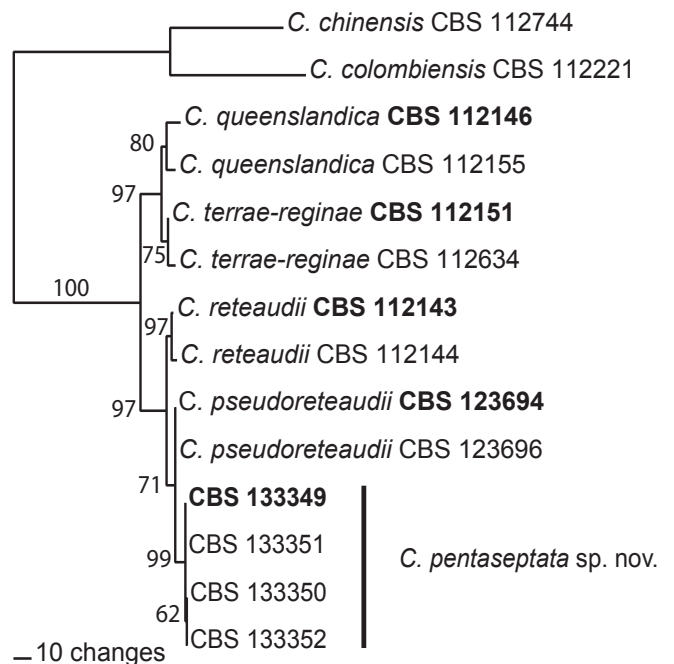 C. chinensis CBS 112744
C. colombiensis CBS 112221
C. queenslandica CBS 112146
80
C. queenslandica CBS 112155
97
C. terrae-reginae CBS 112151
75
C. terrae-reginae CBS 112634
100
C. reteaudii CBS 112143
97
C. reteaudii CBS 112144
97
C. pseudoreteaudii CBS 123694
C. pseudoreteaudii CBS 123696
71
CBS 133349
CBS 133351
99
C. pentaseptata sp. nov.
CBS 133350
62
CBS 133352
10 changes